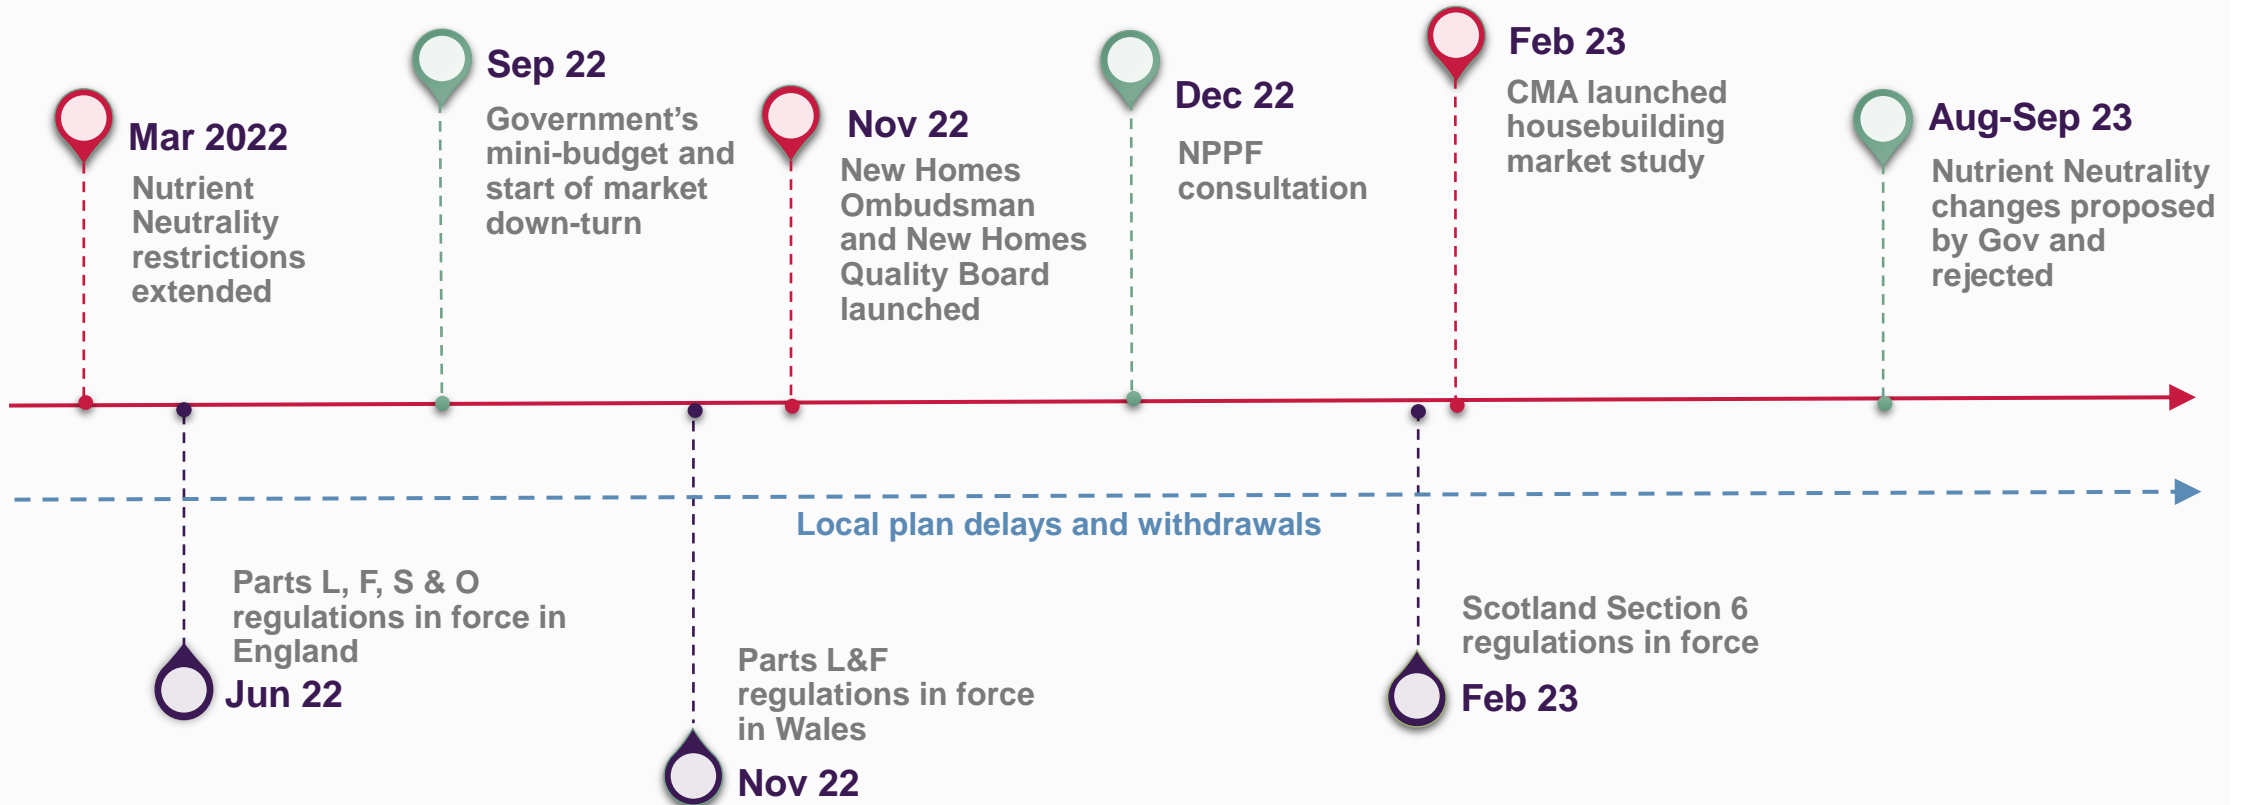 Mar 2022
Nutrient
Neutrality
restrictions
extended
Sep 22
Government’s
mini-budget and
start of market
down-turn
Nov 22
New Homes
Ombudsman
and New Homes
Quality Board
launched
Dec 22
NPPF
consultation
Feb 23
CMA launched
housebuilding
market study
Aug-Sep 23
Nutrient Neutrality
changes proposed
by Gov and
rejected
Local plan delays and withdrawals
Parts L, F, S & O
regulations in force in
England
Jun 22
Parts L&F
regulations in force
in Wales
Nov 22
Scotland Section 6
regulations in force
Feb 23